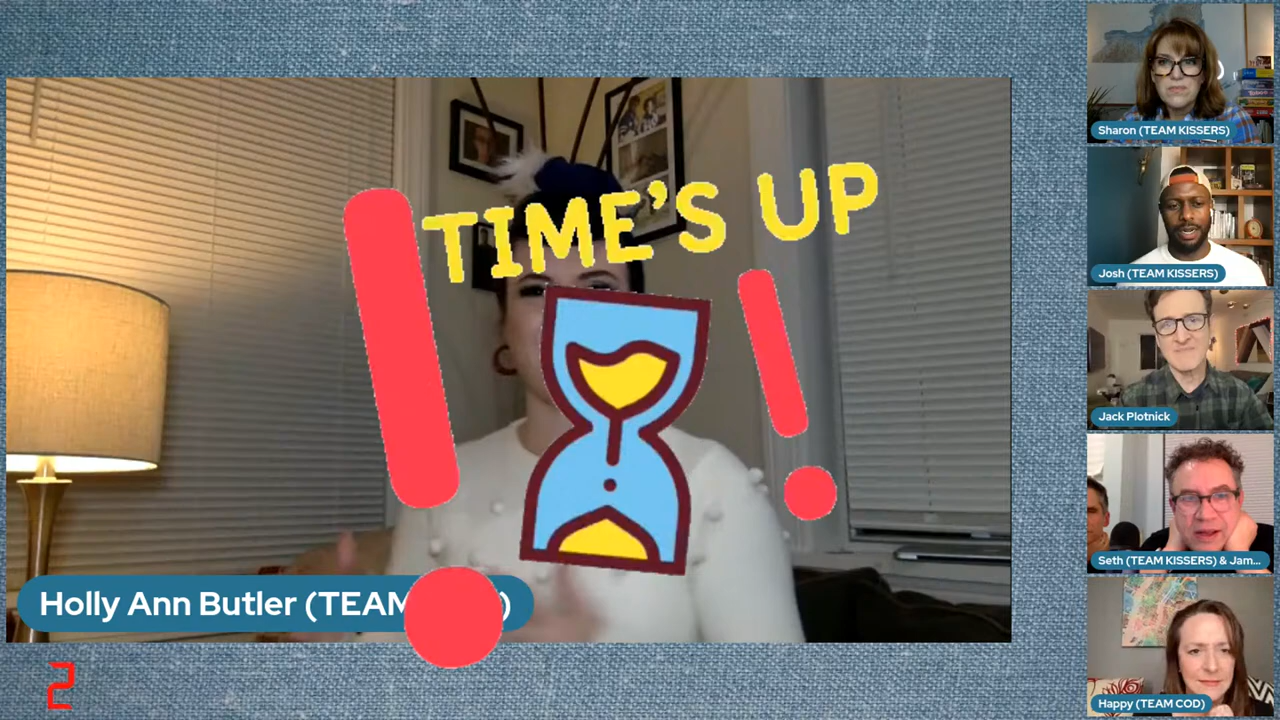 TIME'S UP
Holly Ann Butler (TEAM )
2
Sharon (TEAM KISSERS)
Josh (TEAM KISSERS)
Jack Plotnick
Seth (TEAM KISSERS) & Jam...
Happy (TEAM COD)